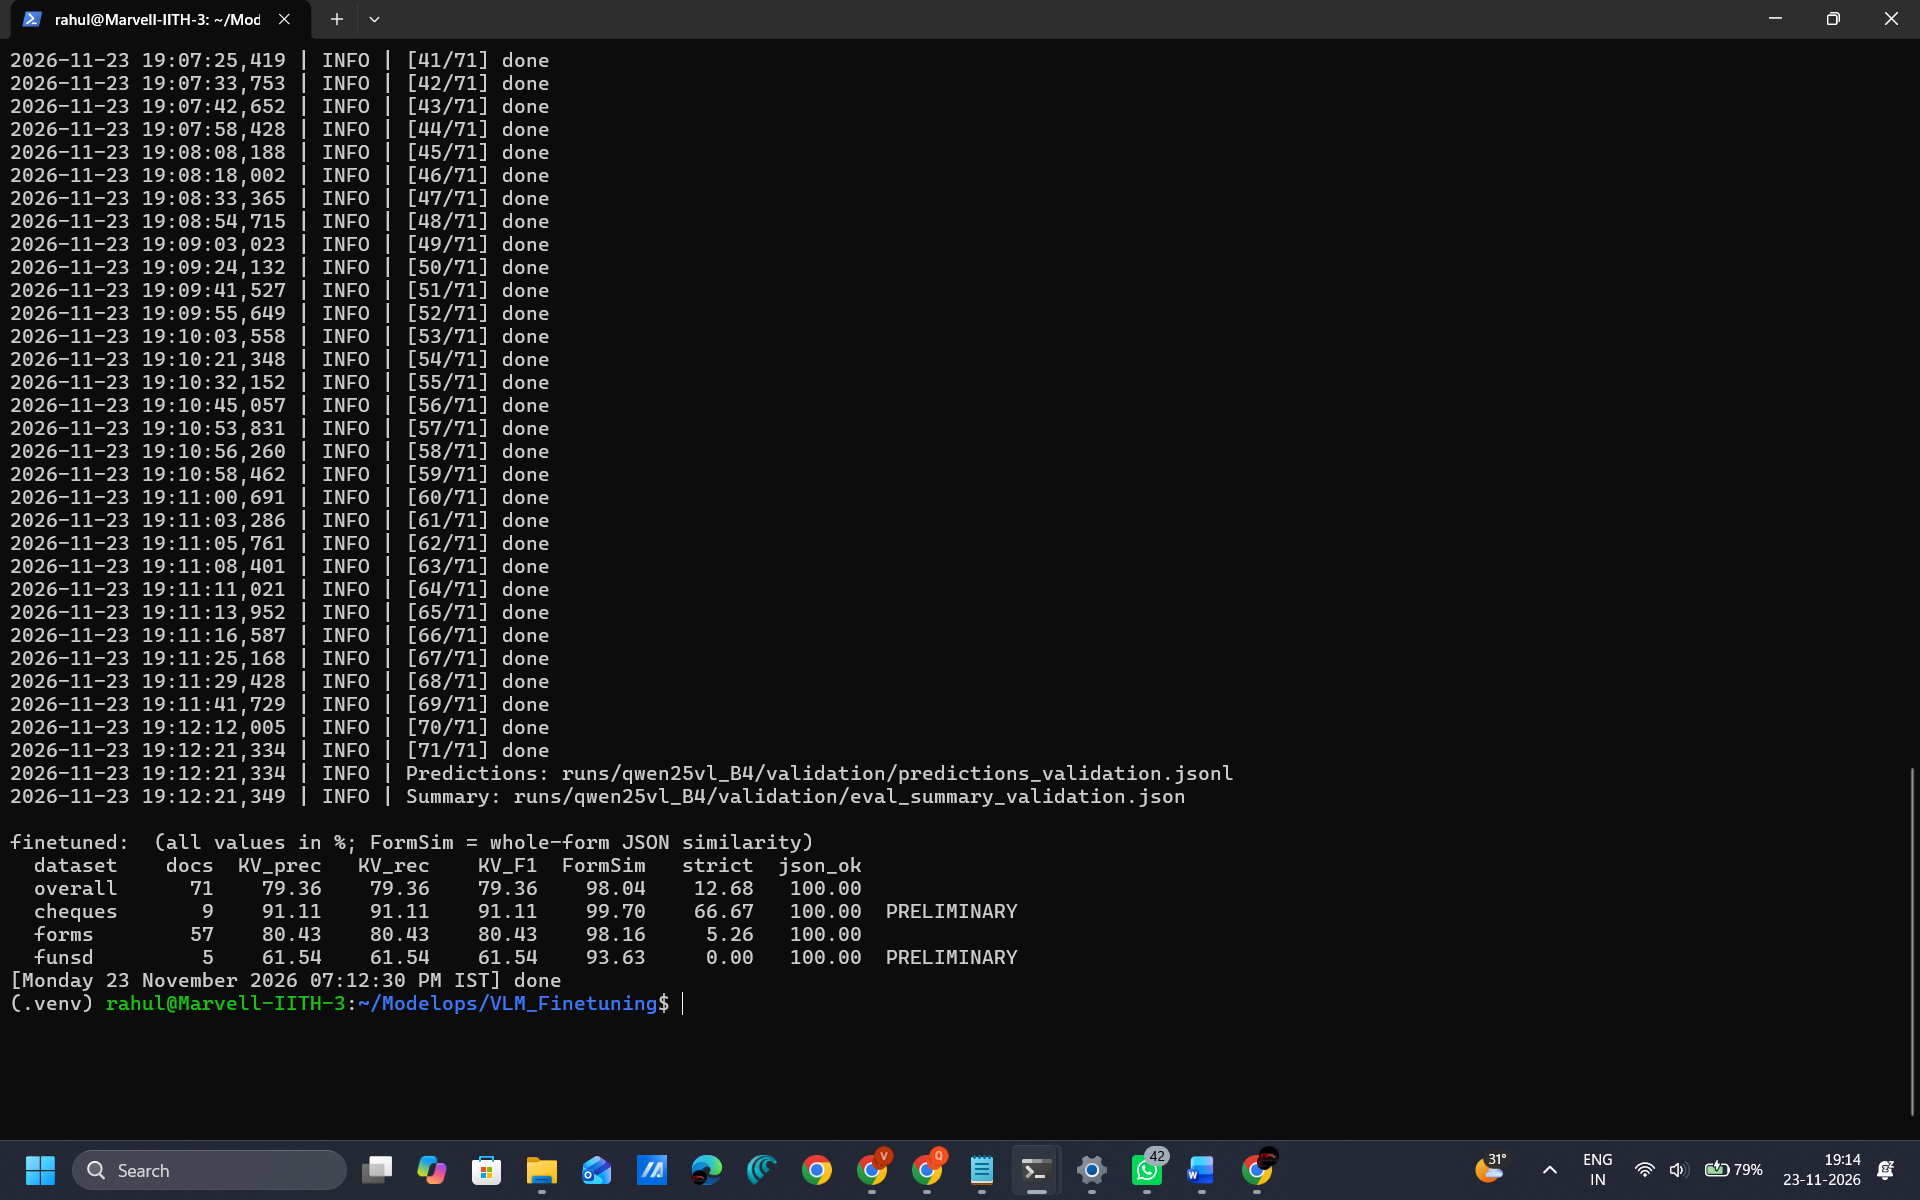 rahul@Marvell-IITH-3: ~/Mod
2026-11-23 19:07:25,419 | INFO | [41/71] done
2026-11-23 19:07:33,753 | INFO | [42/71] done
2026-11-23 19:07:42,652 | INFO | [43/71] done
2026-11-23 19:07:58,428 | INFO | [44/71] done
2026-11-23 19:08:08,188 | INFO | [45/71] done
2026-11-23 19:08:18,002 | INFO | [46/71] done
2026-11-23 19:08:33,365 | INFO | [47/71] done
2026-11-23 19:08:54,715 | INFO | [48/71] done
2026-11-23 19:09:03,023 | INFO | [49/71] done
2026-11-23 19:09:24,132 | INFO | [50/71] done
2026-11-23 19:09:41,527 | INFO | [51/71] done
2026-11-23 19:09:55,649 | INFO | [52/71] done
2026-11-23 19:10:03,558 | INFO | [53/71] done
2026-11-23 19:10:21,348 | INFO | [54/71] done
2026-11-23 19:10:32,152 | INFO | [55/71] done
2026-11-23 19:10:45,057 | INFO | [56/71] done
2026-11-23 19:10:53,831 | INFO | [57/71] done
2026-11-23 19:10:56,260 | INFO | [58/71] done
2026-11-23 19:10:58,462 | INFO | [59/71] done
2026-11-23 19:11:00,691 | INFO | [60/71] done
2026-11-23 19:11:03,286 | INFO | [61/71] done
2026-11-23 19:11:05,761 | INFO | [62/71] done
2026-11-23 19:11:08,401 | INFO | [63/71] done
2026-11-23 19:11:11,021 | INFO | [64/71] done
2026-11-23 19:11:13,952 | INFO | [65/71] done
2026-11-23 19:11:16,587 | INFO | [66/71] done
2026-11-23 19:11:25,168 | INFO | [67/71] done
2026-11-23 19:11:29,428 | INFO | [68/71] done
2026-11-23 19:11:41,729 | INFO | [69/71] done
2026-11-23 19:12:12,005 | INFO | [70/71] done
2026-11-23 19:12:21,334 | INFO | [71/71] done
2026-11-23 19:12:21,334 | INFO | Predictions: runs/qwen25vl_B4/validation/predictions_validation.jsonl
2026-11-23 19:12:21,349 | INFO | Summary: runs/qwen25vl_B4/validation/eval_summary_validation.json
finetuned:  (all values in %; FormSim = whole-form JSON similarity)
dataset docs KV_prec KV_rec KV_F1 FormSim strict json_ok
overall 71 79.36 79.36 79.36 98.04 12.68 100.00
cheques 9 91.11 91.11 91.11 99.70 66.67 100.00 PRELIMINARY
forms 57 80.43 80.43 80.43 98.16 5.26 100.00
funsd 5 61.54 61.54 61.54 93.63 0.00 100.00 PRELIMINARY
[Monday 23 November 2026 07:12:30 PM IST] done
(.venv) rahul@Marvell-IITH-3:~/Modelops/VLM_Finetuning$
Search
V
Q
42
31°
ENG
IN
79%
19:14
23-11-2026